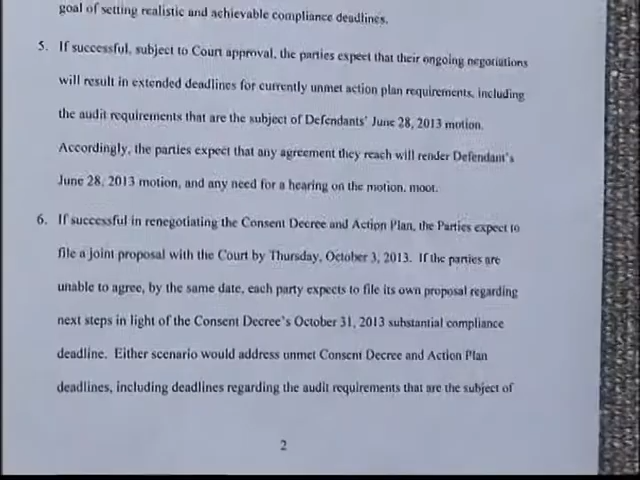 goal of setting realistic and achievable compliance deadlines.
5. If successful, subject to Court approval, the parties expect that their ongoing negotiations
will result in extended deadlines for currently unmet action plan requirements, including
the audit requirements that are the subject of Defendants' June 28, 2013 motion.
Accordingly, the parties expect that any agreement they reach will render Defendant's
June 28, 2013 motion, and any need for a hearing on the motion, moot.
6. If successful in renegotiating the Consent Decree and Action Plan, the Parties expect to
file a joint proposal with the Court by Thursday, October 3, 2013. If the parties are
unable to agree, by the same date, each party expects to file its own proposal regarding
next steps in light of the Consent Decree's October 31, 2013 substantial compliance
deadline. Either scenario would address unmet Consent Decree and Action Plan
deadlines, including deadlines regarding the audit requirements that are the subject of
2